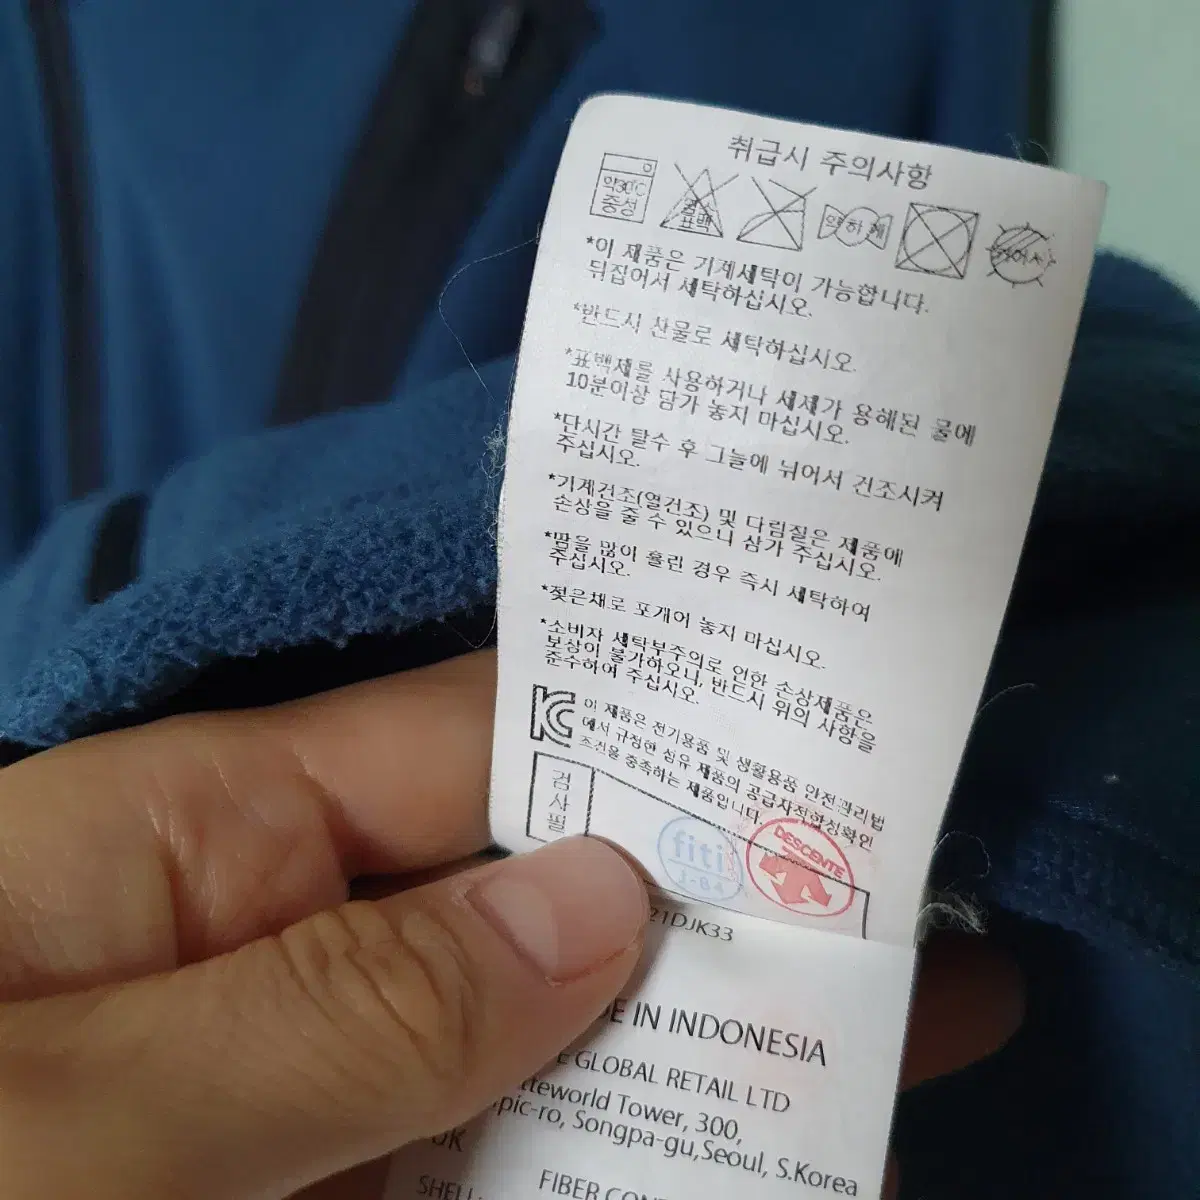 취급시 주의사항
약30℃
중성
염소
표백
약하게
*이 제품은 기계세탁이 가능합니다.
뒤집어서 세탁하십시오.
*반드시 찬물로 세탁하십시오.
*표백제를 사용하거나 세제가 용해된 물에
10분이상 담가 놓지 마십시오.
*단시간 탈수 후 그늘에 뉘어서 건조시켜
주십시오.
*기계건조(열건조) 및 다림질은 제품에
손상을 줄 수 있으니 삼가 주십시오.
*땀을 많이 흘린 경우 즉시 세탁하여
주십시오.
*젖은채로 포개어 놓지 마십시오.
*소비자 세탁부주의로 인한 손상제품은
보상이 불가하오니, 반드시 위의 사항을
준수하여 주십시오.
이 제품은 전기용품 및 생활용품 안전관리법
에서 규정한 섬유 제품의 공급자적합성확인
조건을 충족하는 제품입니다.
검사필
fiti
J-84
DESCENTE
21DJK33
DE IN INDONESIA
E GLOBAL RETAIL LTD
tteworld Tower, 300,
pic-ro, Songpa-gu, Seoul, S.Korea
SHELL:
FIBER CON